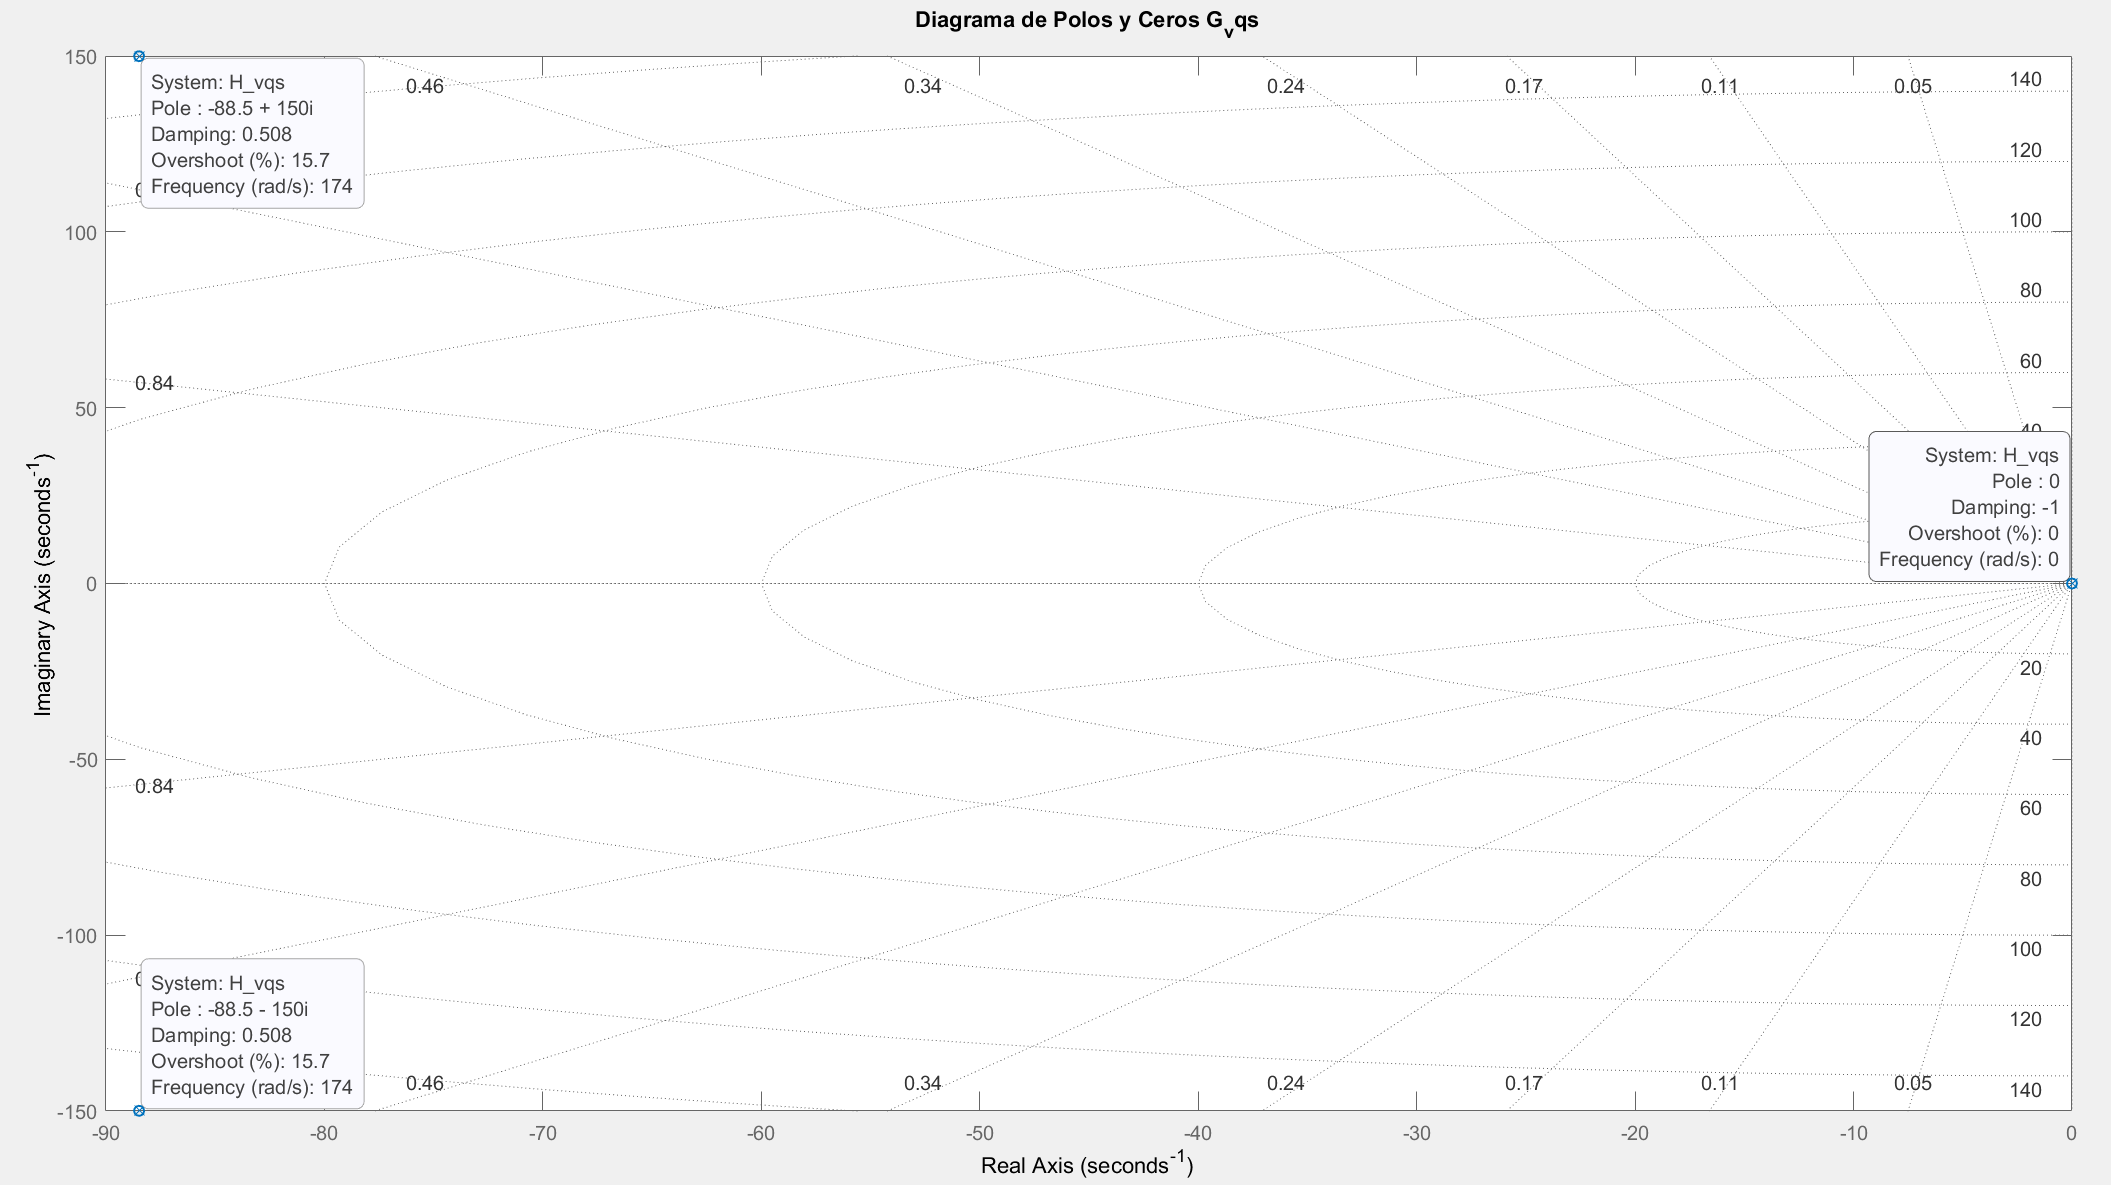 Diagrama de Polos y Ceros G_vqs
150
100
50
0
-50
-100
-150
Imaginary Axis (seconds^-1)
System: H_vqs
Pole : -88.5 + 150i
Damping: 0.508
Overshoot (%): 15.7
Frequency (rad/s): 174
0.46
0.34
0.24
0.17
0.11
0.05
140
120
100
80
60
40
0.84
System: H_vqs
Pole : 0
Damping: -1
Overshoot (%): 0
Frequency (rad/s): 0
0.84
20
40
60
80
100
120
140
System: H_vqs
Pole : -88.5 - 150i
Damping: 0.508
Overshoot (%): 15.7
Frequency (rad/s): 174
0.46
0.34
0.24
0.17
0.11
0.05
-90
-80
-70
-60
-50
-40
-30
-20
-10
0
Real Axis (seconds^-1)